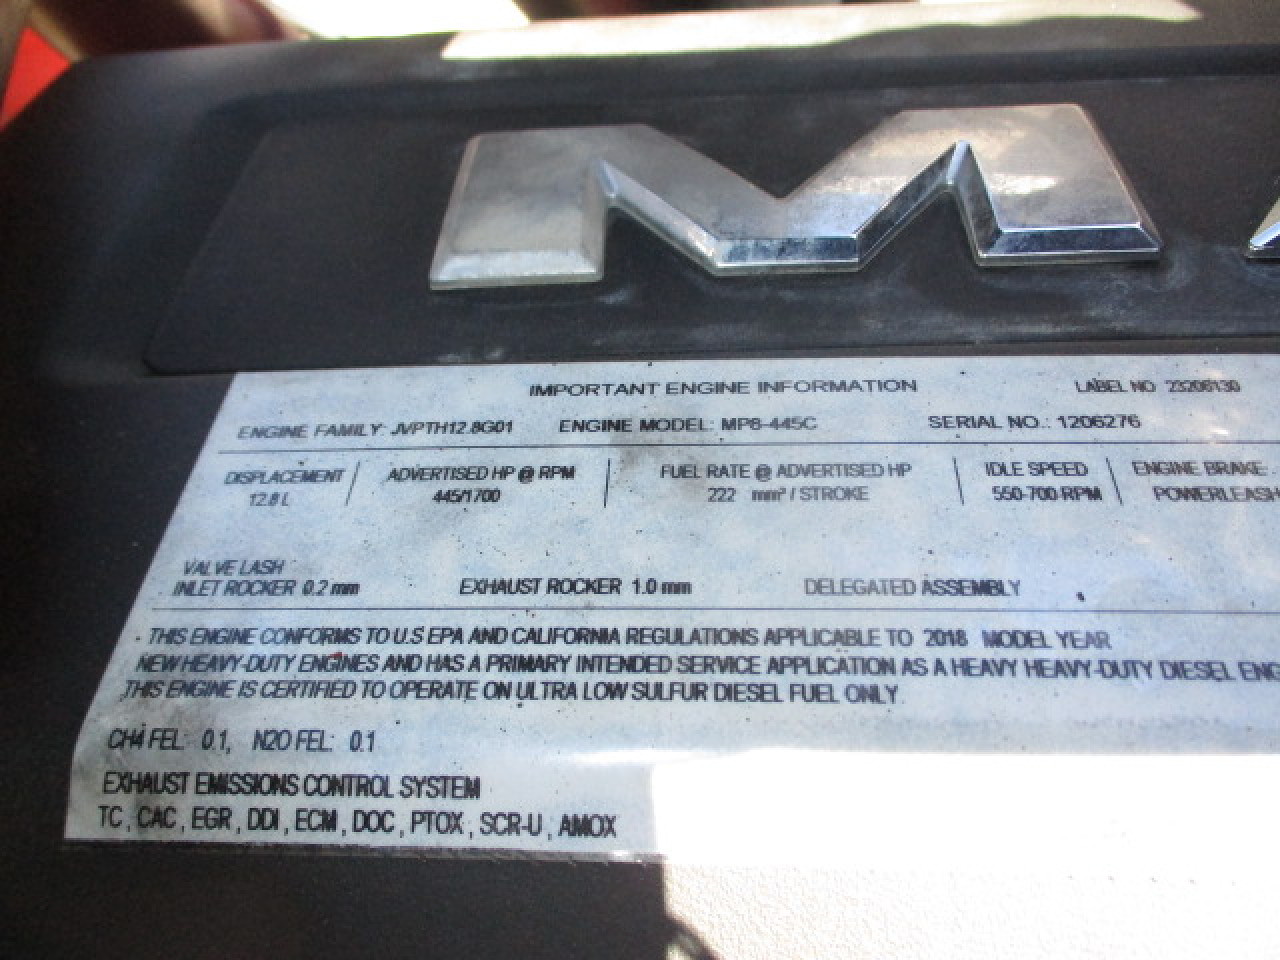 M
IMPORTANT ENGINE INFORMATION LABEL NO 23206130
ENGINE FAMILY: JVPTH12.8G01 ENGINE MODEL: MP8-445C SERIAL NO.: 1206276
DISPLACEMENT ADVERTISED HP @ RPM FUEL RATE @ ADVERTISED HP IDLE SPEED ENGINE BRAKE:
12.8 L 445/1700 222 mm³ / STROKE 550-700 RPM POWERLEASH
VALVE LASH
INLET ROCKER 0.2 mm EXHAUST ROCKER 1.0 mm DELEGATED ASSEMBLY
THIS ENGINE CONFORMS TO U.S EPA AND CALIFORNIA REGULATIONS APPLICABLE TO 2018 MODEL YEAR
NEW HEAVY-DUTY ENGINES AND HAS A PRIMARY INTENDED SERVICE APPLICATION AS A HEAVY HEAVY-DUTY DIESEL ENG
THIS ENGINE IS CERTIFIED TO OPERATE ON ULTRA LOW SULFUR DIESEL FUEL ONLY.
CH4 FEL: 0.1, N2O FEL: 0.1
EXHAUST EMISSIONS CONTROL SYSTEM
TC , CAC , EGR , DDI , ECM , DOC , PTOX , SCR-U , AMOX